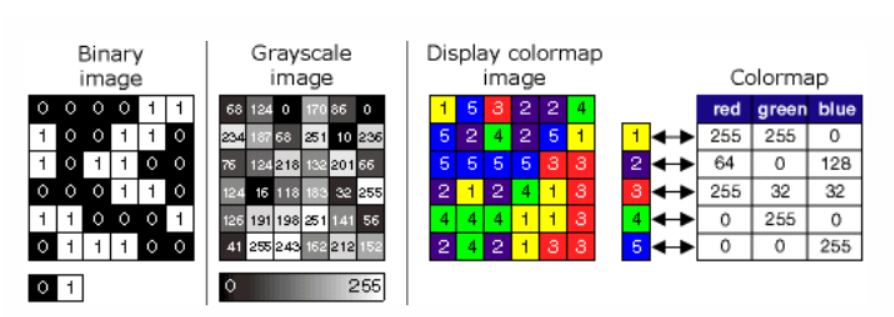 Binary image
0 0 0 0 1 1
1 0 0 1 1 0
1 0 1 1 0 0
0 0 0 1 1 0
1 1 0 0 0 1
0 1 1 1 0 0
0 1
Grayscale image
68 124 0 170 86 0
234 187 68 251 10 236
76 124 218 132 201 66
124 16 118 183 32 255
126 191 198 251 141 56
41 255 243 162 212 152
0 255
Display colormap image
1 5 3 2 2 4
5 2 4 2 5 1
5 5 5 5 3 3
2 1 2 4 1 3
4 4 4 1 1 3
2 4 2 1 3 3
Colormap
red green blue
1 255 255 0
2 64 0 128
3 255 32 32
4 0 255 0
5 0 0 255